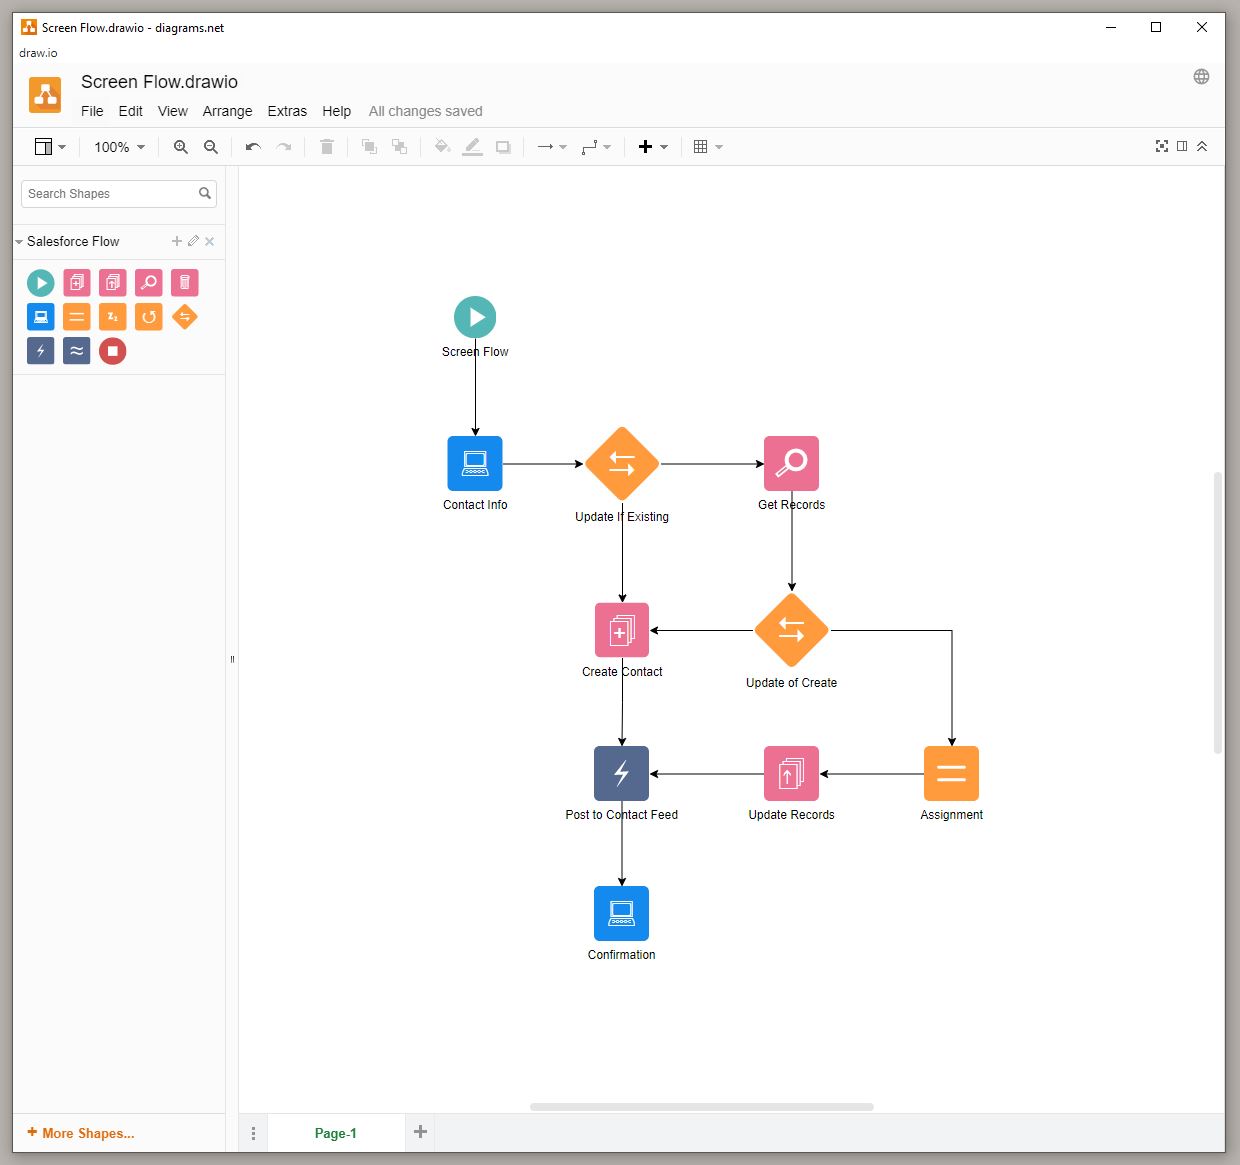 Screen Flow.drawio - diagrams.net
draw.io
Screen Flow.drawio
File Edit View Arrange Extras Help All changes saved
100%
Search Shapes
Salesforce Flow
Screen Flow
Contact Info
Update If Existing
Get Records
Create Contact
Update of Create
Post to Contact Feed
Update Records
Assignment
Confirmation
More Shapes...
Page-1